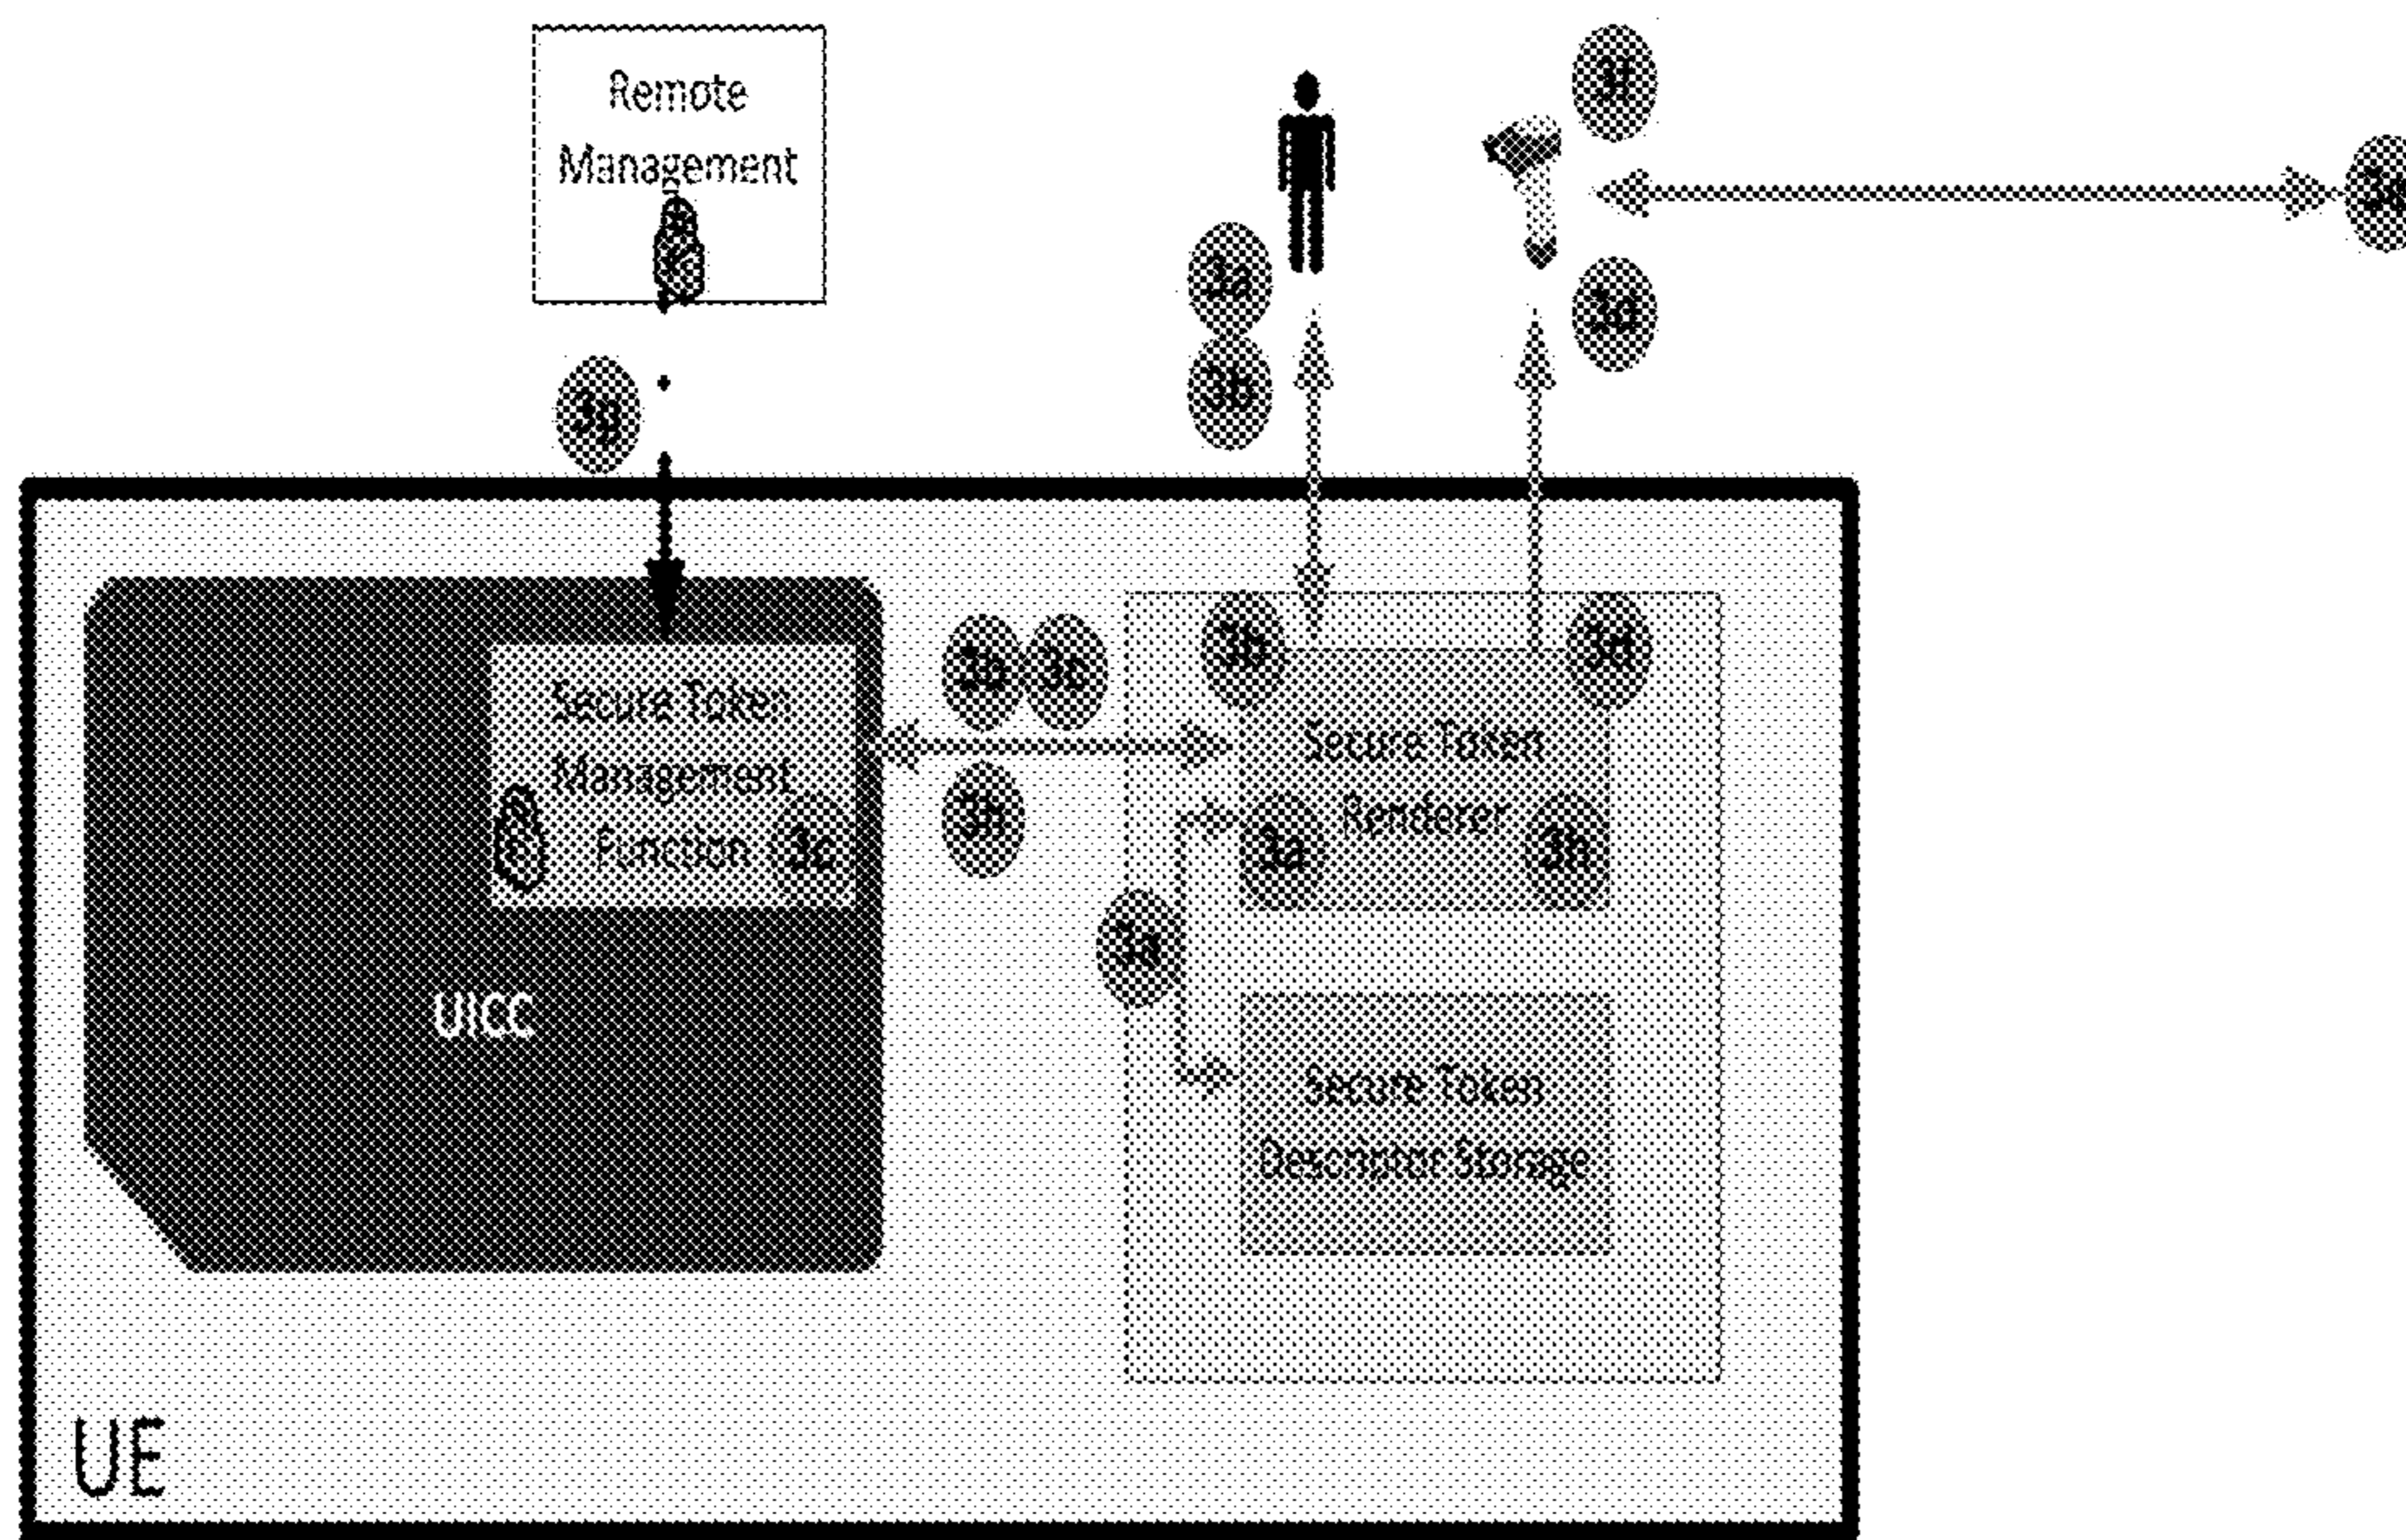 Remote
Management
3f
3a
3b
3d
3g
Secure Token
Management
Function
3c
3b
3c
3h
3b
3d
Secure Token
Renderer
3a
3h
3a
UICC
Secure Token
Descriptor Storage
UE